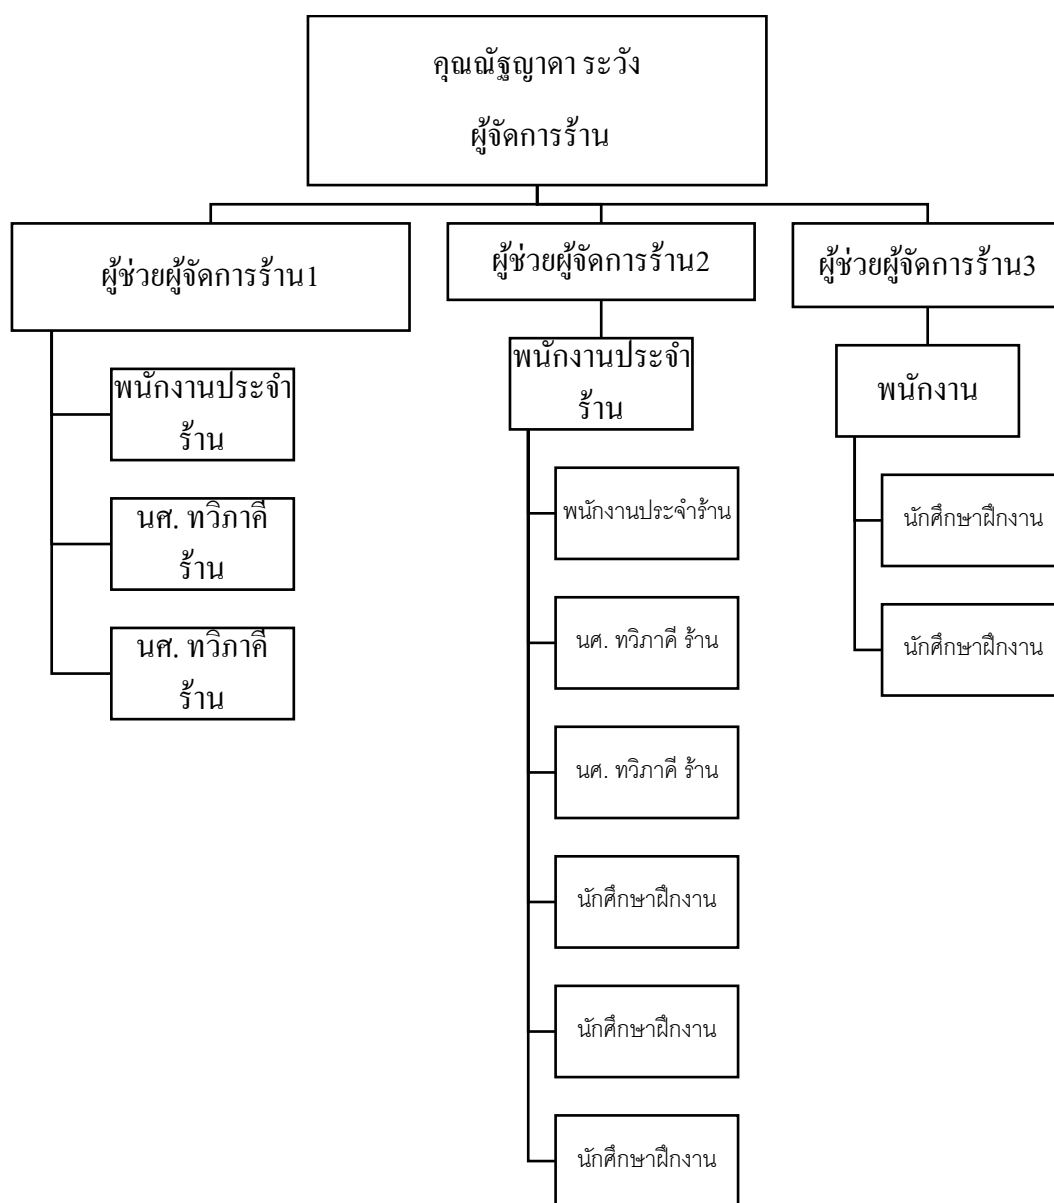 คุณณัฐญาดา ระวัง
ผู้จัดการร้าน
ผู้ช่วยผู้จัดการร้าน1
พนักงานประจำ
ร้าน
นศ. ทวิภาคี
ร้าน
นศ. ทวิภาคี
ร้าน
ผู้ช่วยผู้จัดการร้าน2
พนักงานประจำ
ร้าน
พนักงานประจำร้าน
นศ. ทวิภาคี ร้าน
นศ. ทวิภาคี ร้าน
นักศึกษาฝึกงาน
นักศึกษาฝึกงาน
นักศึกษาฝึกงาน
ผู้ช่วยผู้จัดการร้าน3
พนักงาน
นักศึกษาฝึกงาน
นักศึกษาฝึกงาน